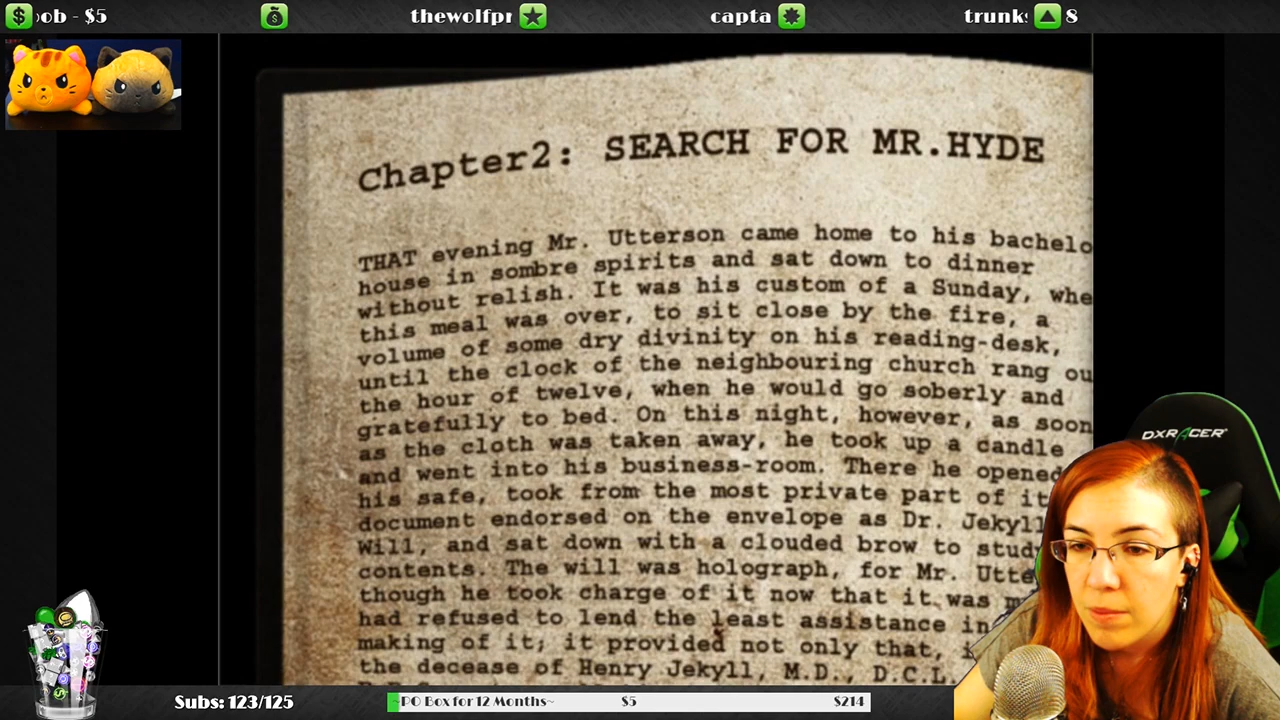 - $5
capta
8
Chapter2: SEARCH FOR MR.HYDE
THAT evening Mr. Utterson came home to his
house in sombre spirits and sat down to dinner
without relish. It was his custom of a Sunday,
this meal was over, to sit close by the fire, a
volume of some dry divinity on his reading-desk,
until the clock of the neighbouring church rang
the hour of twelve, when he would go soberly and
gratefully to bed. On this night, however, as soon
as the cloth was taken away, he took up a candle
and went into his business-room. There he opened
his safe, took from the most private part of it
document endorsed on the envelope as Dr. Jekyll
Will, and sat down with a clouded brow to
contents. The will was holograph, for Mr.
though he took charge of it now that it was
had refused to lend the least assistance in
making of it; it provided not only that,
the decease of Henry Jekyll, M.D., D.C.L.
DXRACER
Subs: 123/125
~PO Box for 12 Months~ $5 $214